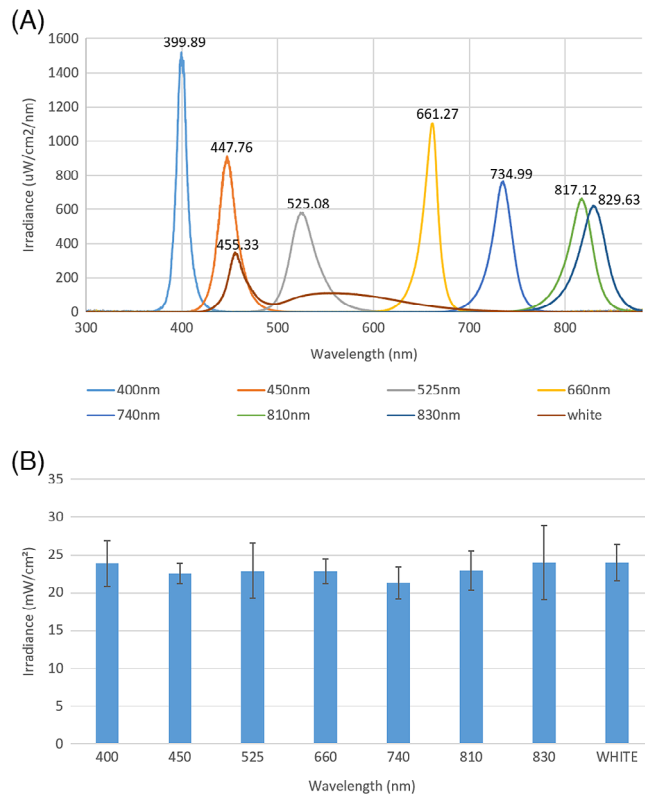 (A)
1600
1400
1200
1000
800
600
400
200
0
Irradiance (uW/cm2/nm)
399.89
447.76
455.33
525.08
661.27
734.99
817.12
829.63
300 400 500 600 700 800
Wavelength (nm)
400nm 450nm 525nm 660nm
740nm 810nm 830nm white
(B)
35
30
25
20
15
10
5
0
Irradiance (mW/cm²)
400 450 525 660 740 810 830 WHITE
Wavelength (nm)